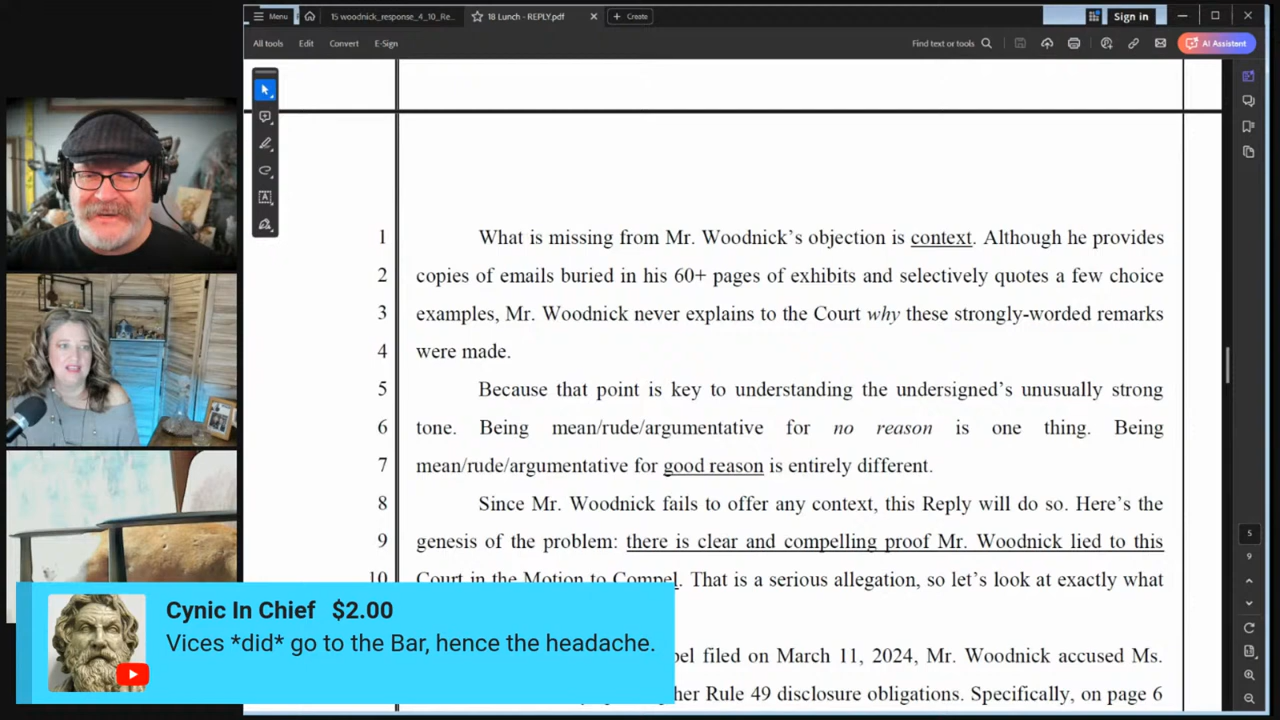 Menu
15 woodnick_response_4_10_Re...
18 Lunch - REPLY.pdf
Create
Sign in
All tools
Edit
Convert
E-Sign
Find text or tools
AI Assistant
1 What is missing from Mr. Woodnick's objection is context. Although he provides
2 copies of emails buried in his 60+ pages of exhibits and selectively quotes a few choice
3 examples, Mr. Woodnick never explains to the Court why these strongly-worded remarks
4 were made.
5 Because that point is key to understanding the undersigned's unusually strong
6 tone. Being mean/rude/argumentative for no reason is one thing. Being
7 mean/rude/argumentative for good reason is entirely different.
8 Since Mr. Woodnick fails to offer any context, this Reply will do so. Here's the
9 genesis of the problem: there is clear and compelling proof Mr. Woodnick lied to this
10 Court in the Motion to Compel. That is a serious allegation, so let's look at exactly what
filed on March 11, 2024, Mr. Woodnick accused Ms.
Rule 49 disclosure obligations. Specifically, on page 6
5
9
Cynic In Chief $2.00
Vices *did* go to the Bar, hence the headache.